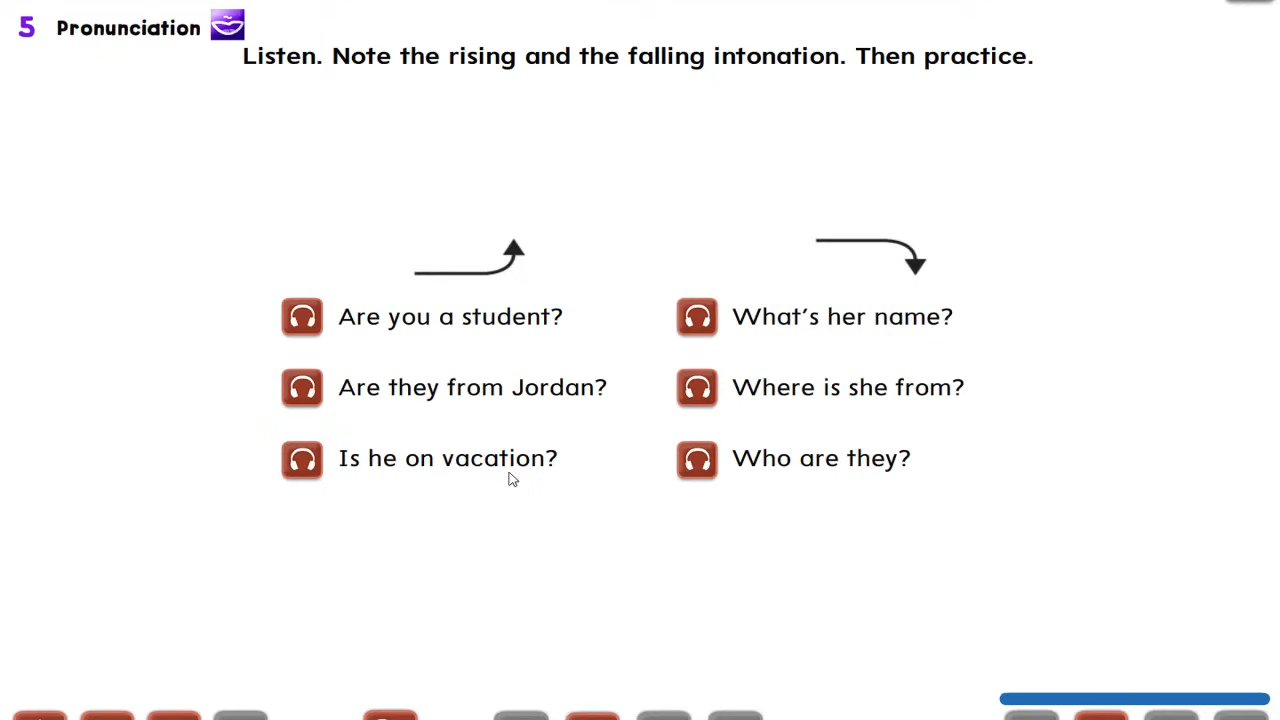 5 Pronunciation
Listen. Note the rising and the falling intonation. Then practice.
Are you a student?
Are they from Jordan?
Is he on vacation?
What's her name?
Where is she from?
Who are they?